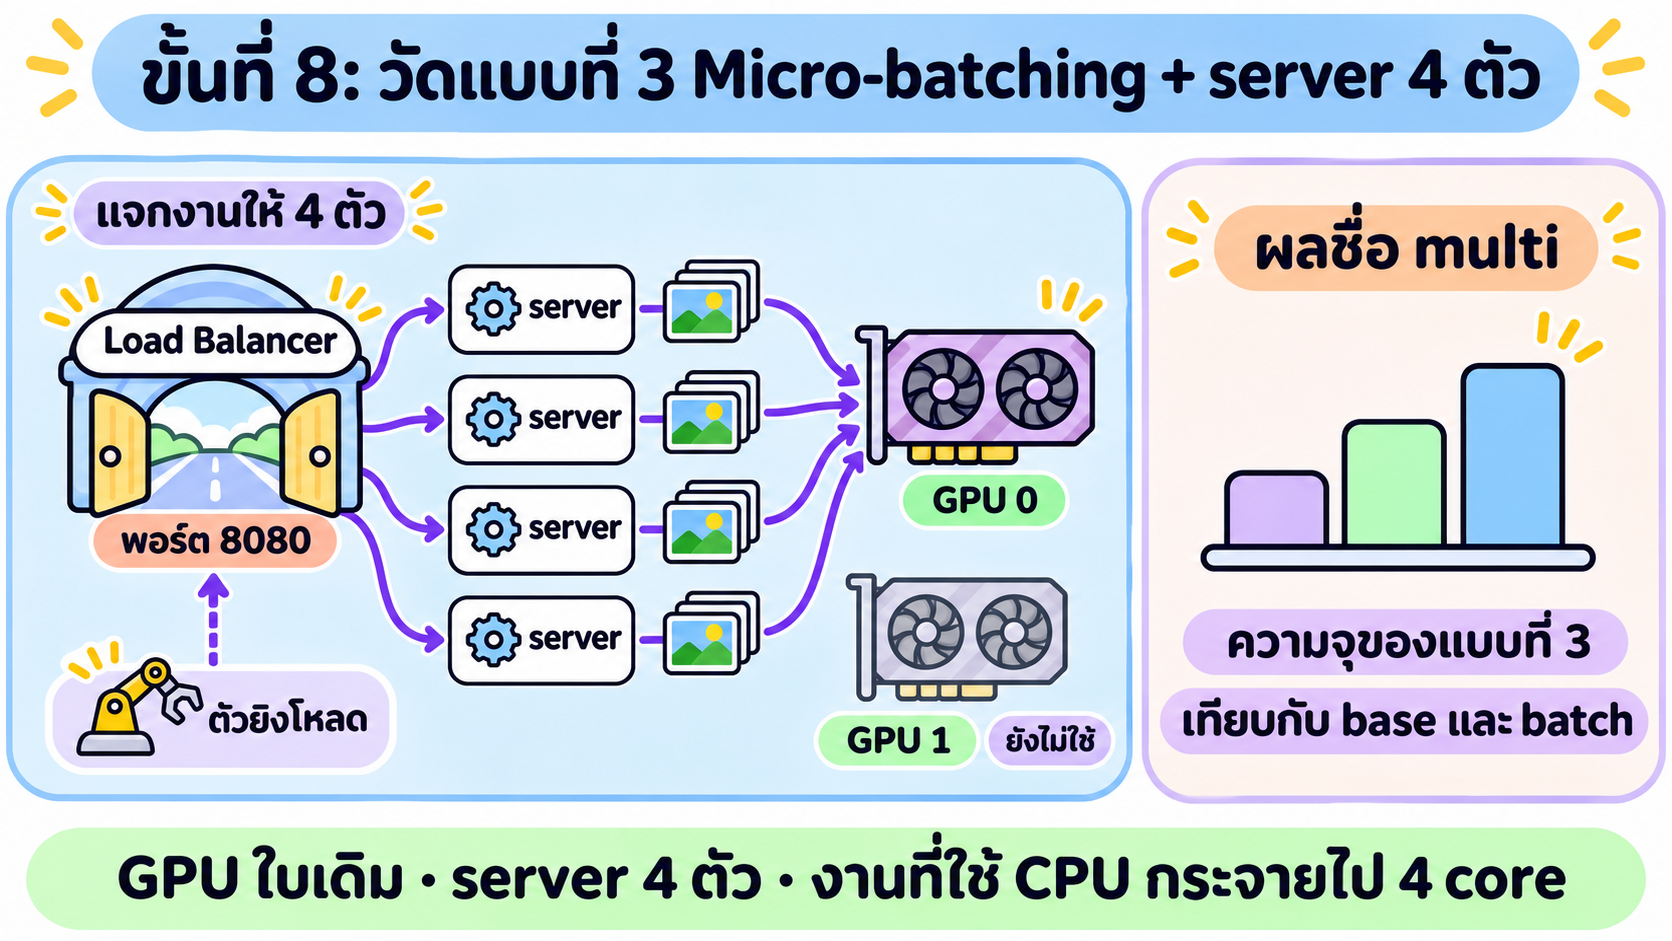 ขั้นที่ 8: วัดแบบที่ 3 Micro-batching + server 4 ตัว
แจกงานให้ 4 ตัว
Load Balancer
พอร์ต 8080
ตัวยิงโหลด
server
server
server
server
GPU 0
GPU 1
ยังไม่ใช้
ผลชื่อ multi
ความจุของแบบที่ 3
เทียบกับ base และ batch
GPU ใบเดิม · server 4 ตัว · งานที่ใช้ CPU กระจายไป 4 core